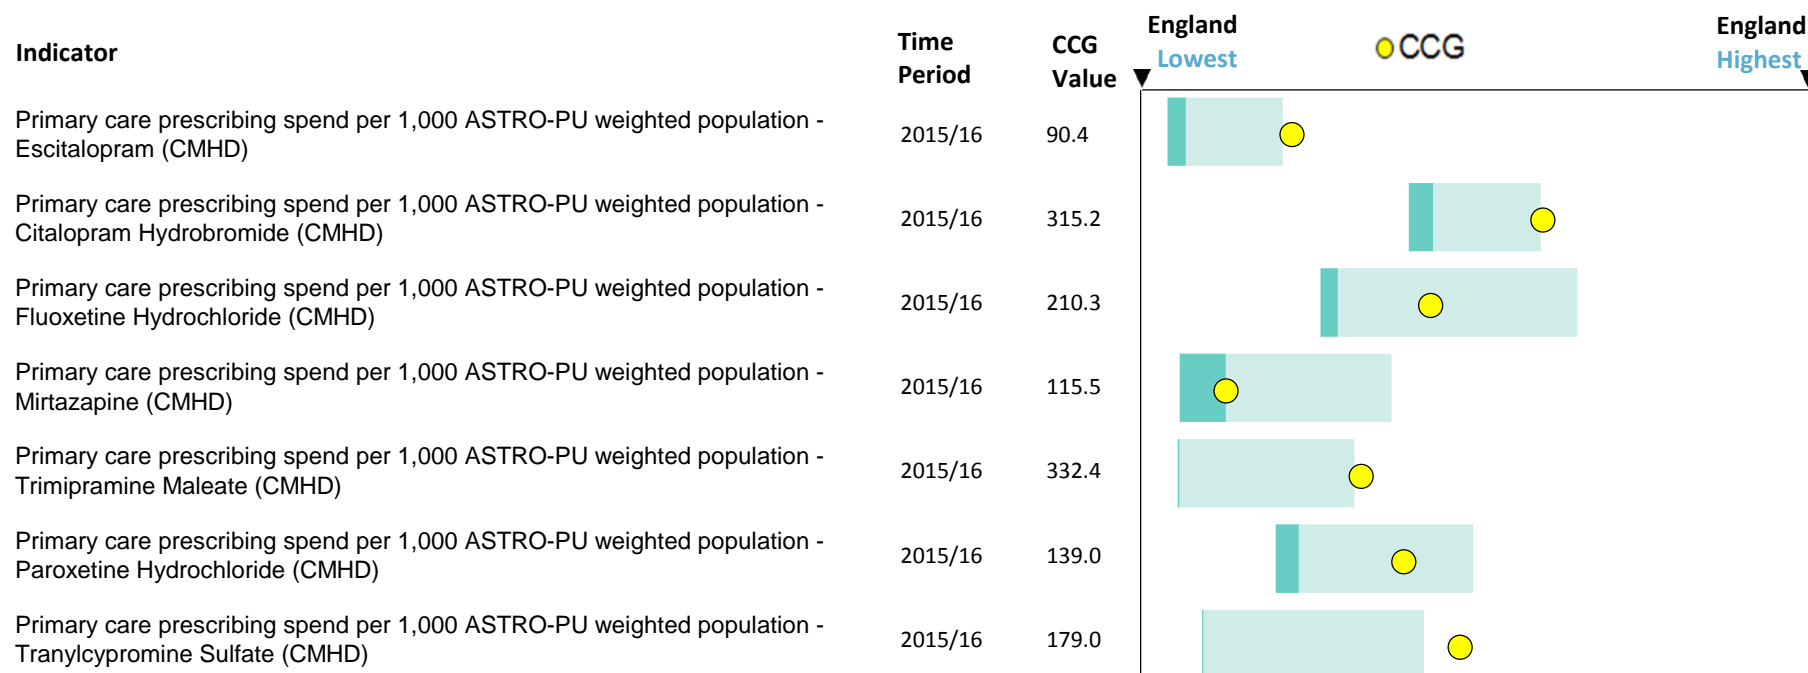 Indicator
Time
Period
CCG
Value
England
Lowest
CCG
England
Highest
Primary care prescribing spend per 1,000 ASTRO-PU weighted population -
Escitalopram (CMHD)
2015/16
90.4
Primary care prescribing spend per 1,000 ASTRO-PU weighted population -
Citalopram Hydrobromide (CMHD)
2015/16
315.2
Primary care prescribing spend per 1,000 ASTRO-PU weighted population -
Fluoxetine Hydrochloride (CMHD)
2015/16
210.3
Primary care prescribing spend per 1,000 ASTRO-PU weighted population -
Mirtazapine (CMHD)
2015/16
115.5
Primary care prescribing spend per 1,000 ASTRO-PU weighted population -
Trimipramine Maleate (CMHD)
2015/16
332.4
Primary care prescribing spend per 1,000 ASTRO-PU weighted population -
Paroxetine Hydrochloride (CMHD)
2015/16
139.0
Primary care prescribing spend per 1,000 ASTRO-PU weighted population -
Tranylcypromine Sulfate (CMHD)
2015/16
179.0